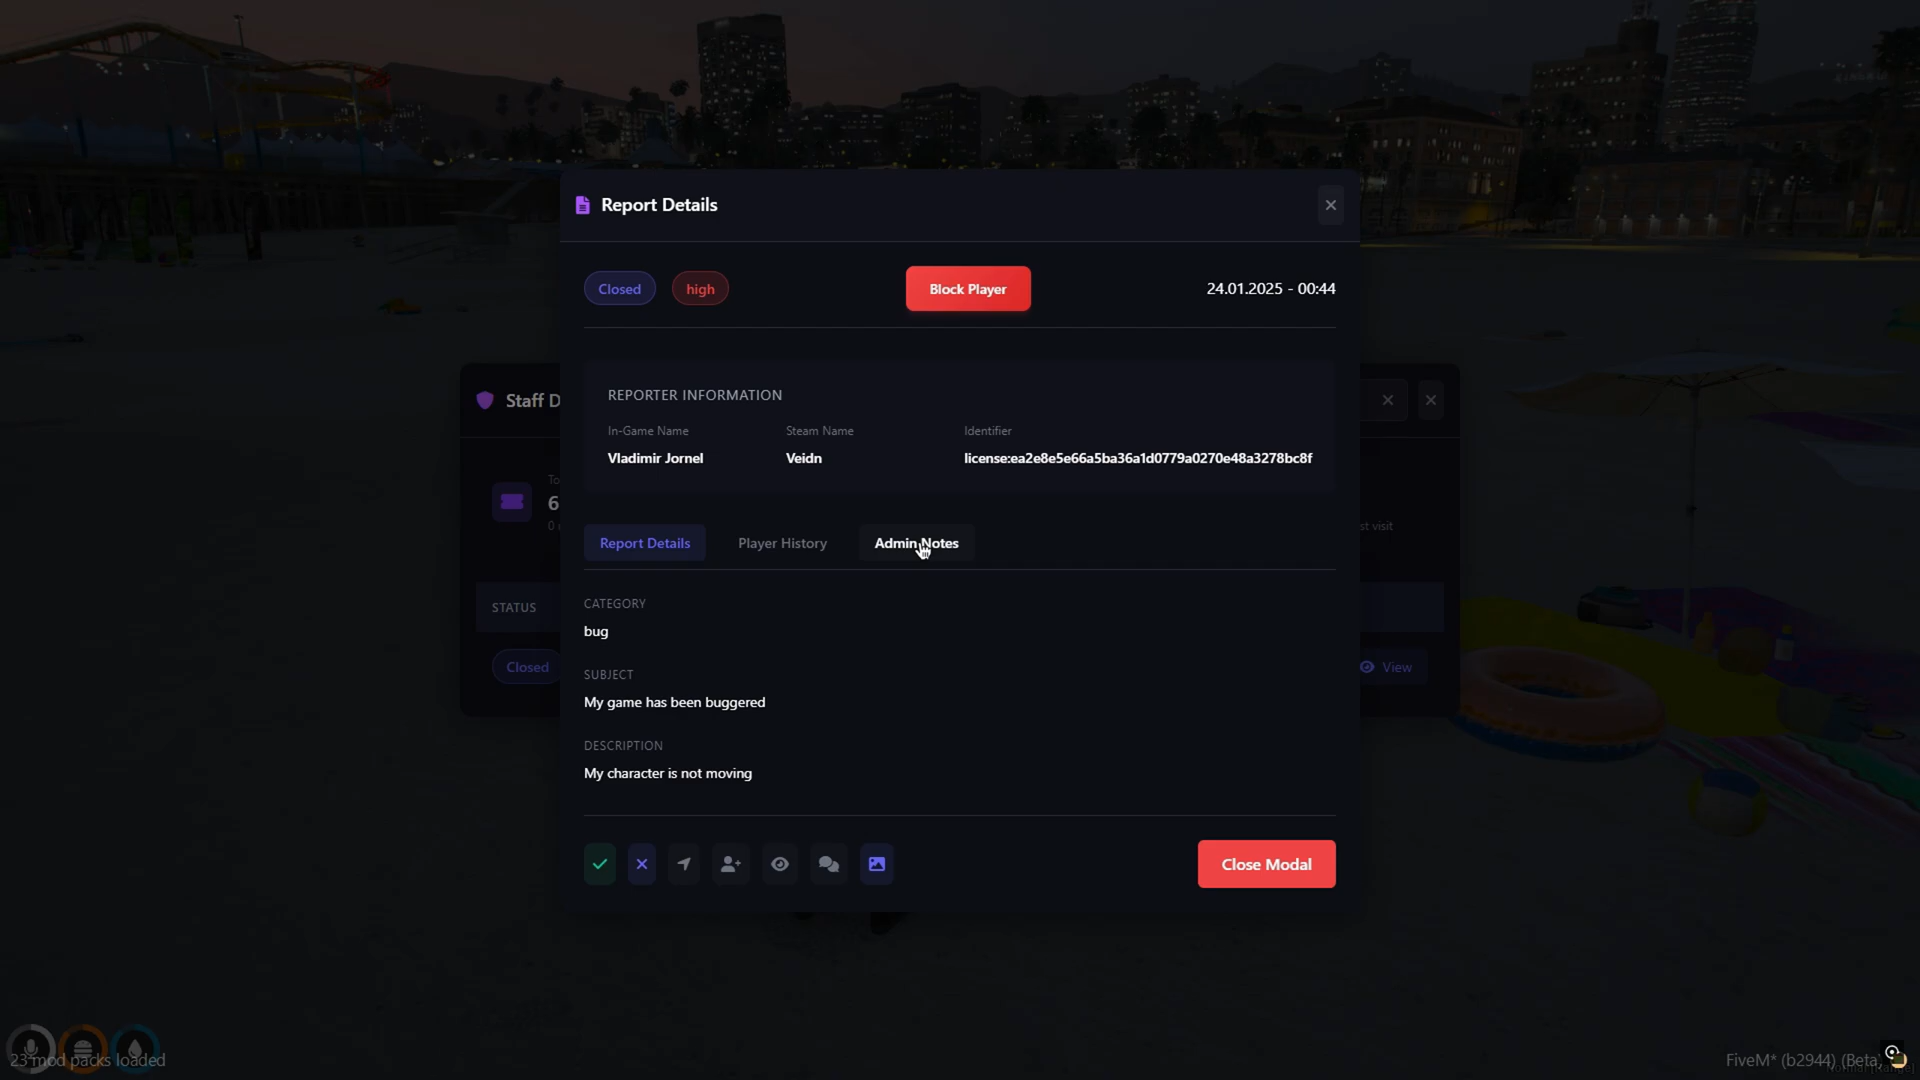 Report Details
Closed
high
Block Player
24.01.2025 - 00:44
Staff D
REPORTER INFORMATION
In-Game Name
Steam Name
Identifier
Vladimir Jornel
Veidn
license:ea2e8e5e66a5ba36a1d0779a0270e48a3278bc8f
To
6
0
st visit
Report Details
Player History
Admin Notes
STATUS
CATEGORY
bug
Closed
View
SUBJECT
My game has been buggered
DESCRIPTION
My character is not moving
Close Modal
23 mod packs loaded
FiveM* (b2944) (Beta)